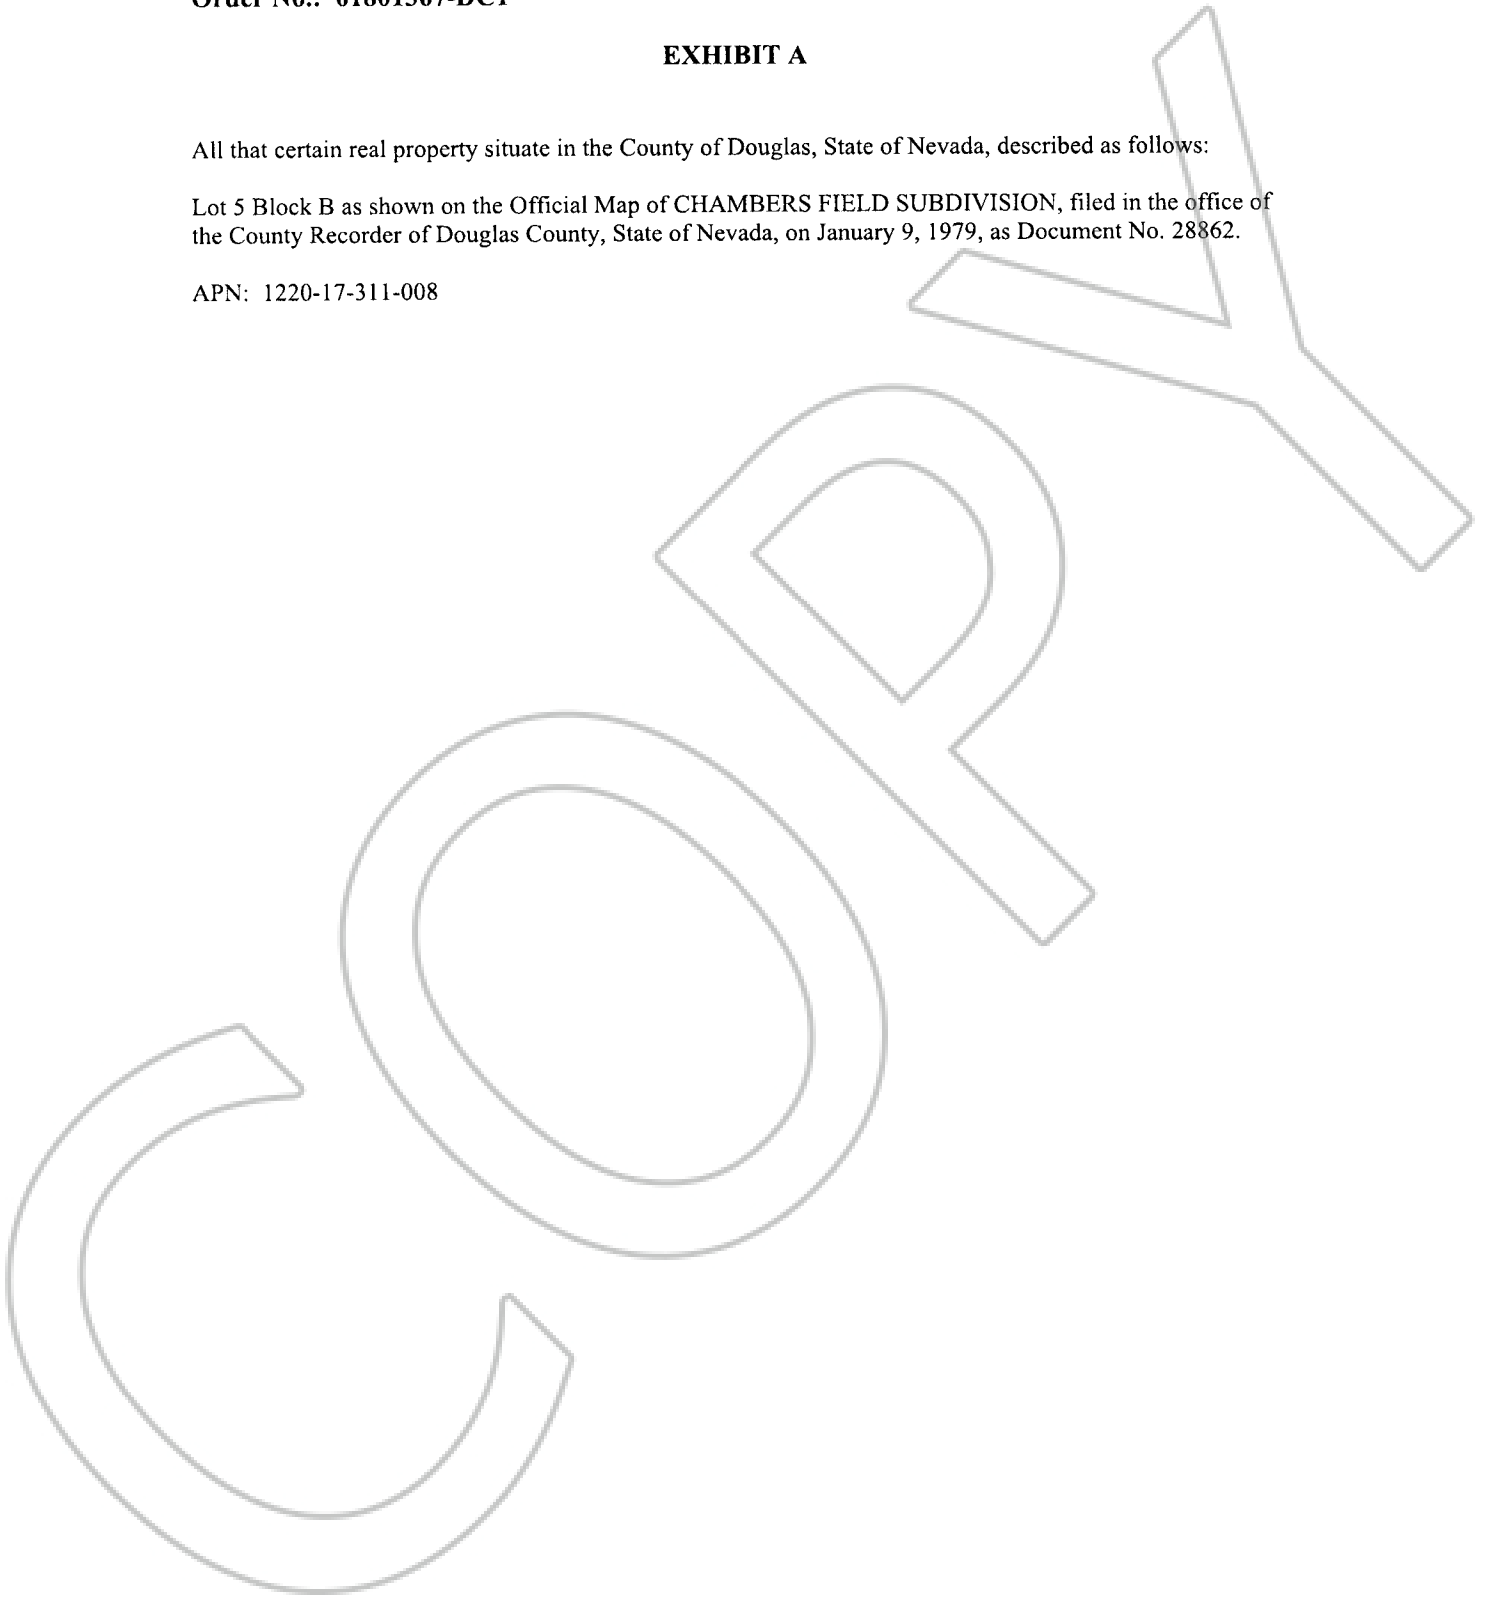 Order No.:
EXHIBIT A
All that certain real property situate in the County of Douglas, State of Nevada, described as follows:
Lot 5 Block B as shown on the Official Map of CHAMBERS FIELD SUBDIVISION, filed in the office of
the County Recorder of Douglas County, State of Nevada, on January 9, 1979, as Document No. 28862.
APN: 1220-17-311-008
COPY